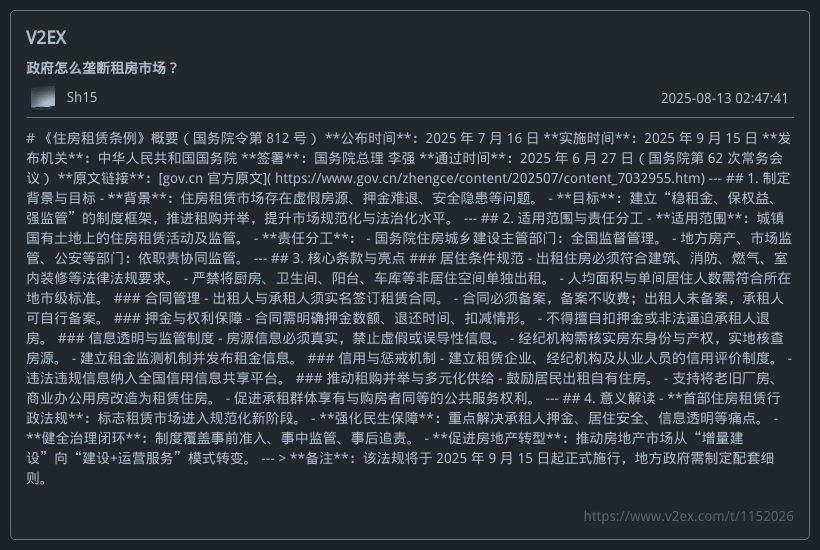 V2EX
政府怎么垄断租房市场？
Sh15
2025-08-13 02:47:41
# 《住房租赁条例》概要（国务院令第 812 号） **公布时间**：2025 年 7 月 16 日 **实施时间**：2025 年 9 月 15 日 **发
布机关**：中华人民共和国国务院 **签署**：国务院总理 李强 **通过时间**：2025 年 6 月 27 日（国务院第 62 次常务会
议） **原文链接**：[gov.cn 官方原文]( https://www.gov.cn/zhengce/content/202507/content_7032955.htm) --- ## 1. 制定
背景与目标 - **背景**：住房租赁市场存在虚假房源、押金难退、安全隐患等问题。 - **目标**：建立“稳租金、保权益、
强监管”的制度框架，推进租购并举，提升市场规范化与法治化水平。 --- ## 2. 适用范围与责任分工 - **适用范围**：城镇
国有土地上的住房租赁活动及监管。 - **责任分工**： - 国务院住房城乡建设主管部门：全国监督管理。 - 地方房产、市场监
管、公安等部门：依职责协同监管。 --- ## 3. 核心条款与亮点 ### 居住条件规范 - 出租住房必须符合建筑、消防、燃气、室
内装修等法律法规要求。 - 严禁将厨房、卫生间、阳台、车库等非居住空间单独出租。 - 人均面积与单间居住人数需符合所在
地市级标准。 ### 合同管理 - 出租人与承租人须实名签订租赁合同。 - 合同必须备案，备案不收费；出租人未备案，承租人
可自行备案。 ### 押金与权利保障 - 合同需明确押金数额、退还时间、扣减情形。 - 不得擅自扣押金或非法逼迫承租人退
房。 ### 信息透明与监管制度 - 房源信息必须真实，禁止虚假或误导性信息。 - 经纪机构需核实房东身份与产权，实地核查
房源。 - 建立租金监测机制并发布租金信息。 ### 信用与惩戒机制 - 建立租赁企业、经纪机构及从业人员的信用评价制度。 -
违法违规信息纳入全国信用信息共享平台。 ### 推动租购并举与多元化供给 - 鼓励居民出租自有住房。 - 支持将老旧厂房、
商业办公用房改造为租赁住房。 - 促进承租群体享有与购房者同等的公共服务权利。 --- ## 4. 意义解读 - **首部住房租赁行
政法规**：标志租赁市场进入规范化新阶段。 - **强化民生保障**：重点解决承租人押金、居住安全、信息透明等痛点。 -
**健全治理闭环**：制度覆盖事前准入、事中监管、事后追责。 - **促进房地产转型**：推动房地产市场从“增量建
设”向“建设+运营服务”模式转变。 --- > **备注**：该法规将于 2025 年 9 月 15 日起正式施行，地方政府需制定配套细
则。
https://www.v2ex.com/t/1152026